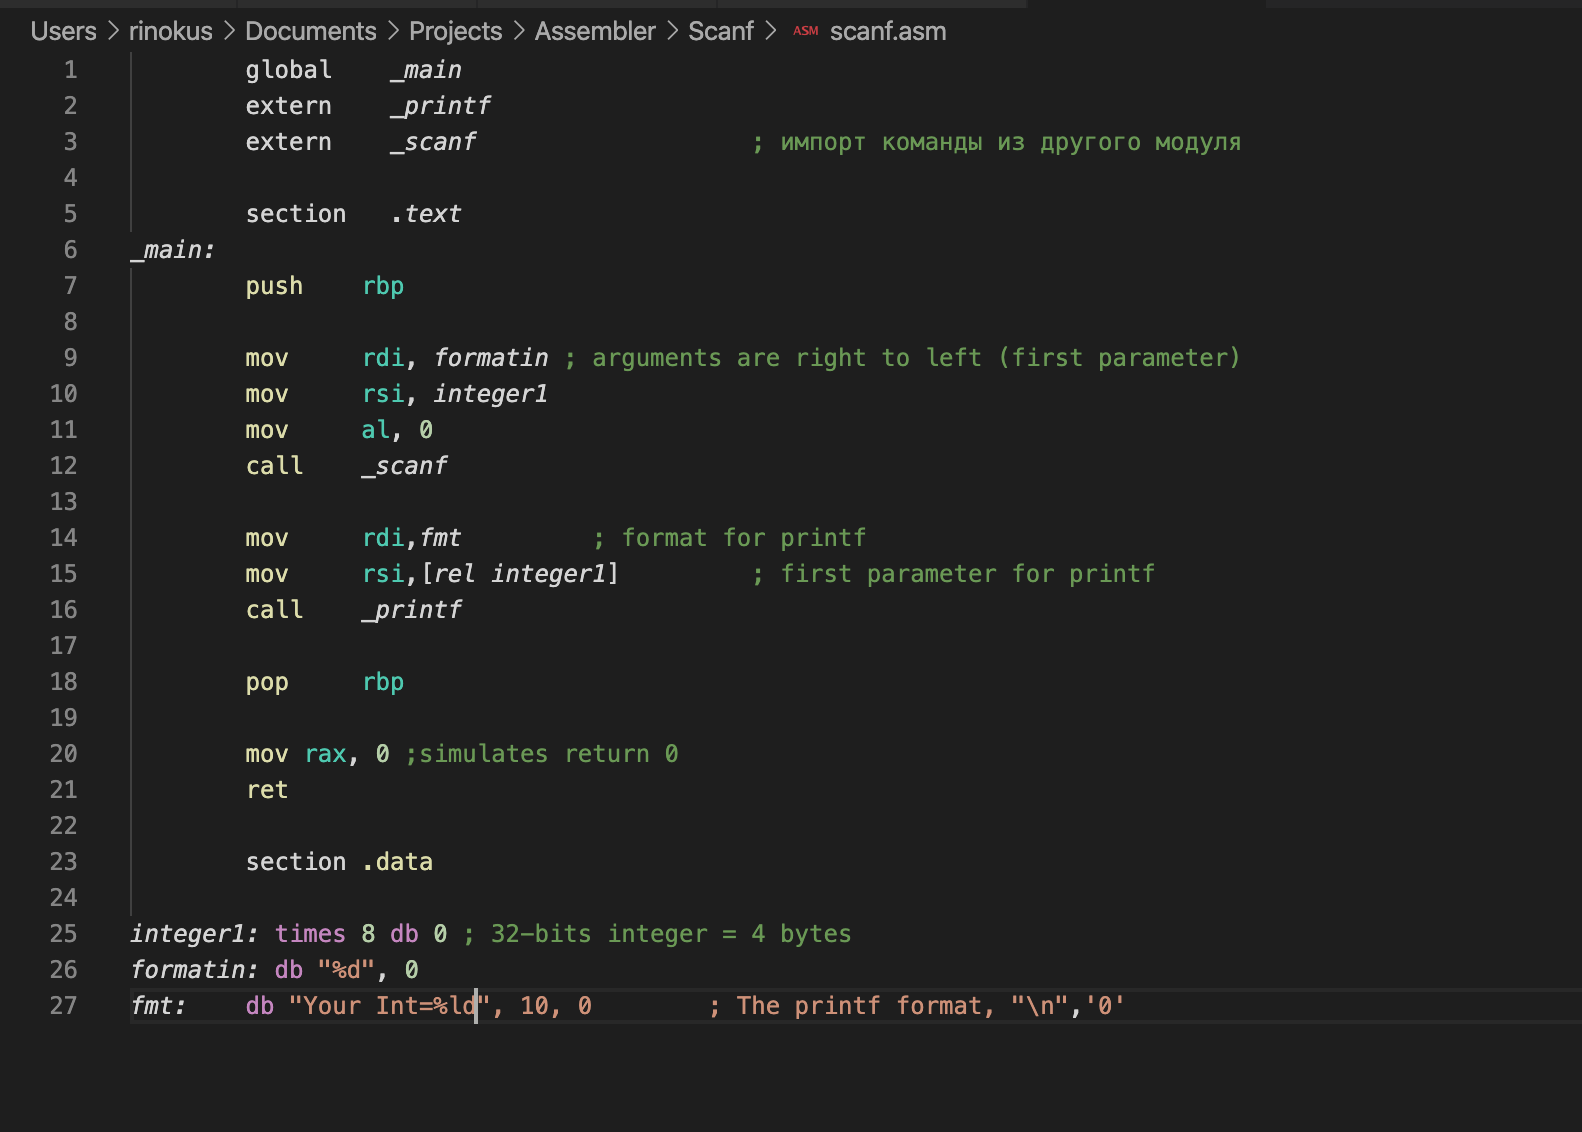 Users > rinokus > Documents > Projects > Assembler > Scanf > ASM scanf.asm
1 global _main
2 extern _printf
3 extern _scanf ; импорт команды из другого модуля
4
5 section .text
6 _main:
7 push rbp
8
9 mov rdi, formatin ; arguments are right to left (first parameter)
10 mov rsi, integer1
11 mov al, 0
12 call _scanf
13
14 mov rdi,fmt ; format for printf
15 mov rsi,[rel integer1] ; first parameter for printf
16 call _printf
17
18 pop rbp
19
20 mov rax, 0 ;simulates return 0
21 ret
22
23 section .data
24
25 integer1: times 8 db 0 ; 32-bits integer = 4 bytes
26 formatin: db "%d", 0
27 fmt: db "Your Int=%ld", 10, 0 ; The printf format, "\n",'0'